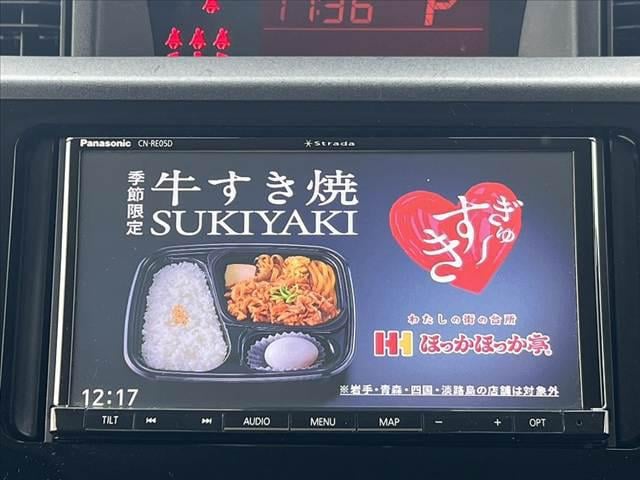 11:36 P
Panasonic CN-RE05D Strada
季節限定
牛すき焼
SUKIYAKI
ぎゅ〜
すき
わたしの街の台所
ほっかほっか亭
12:17
※岩手・青森・四国・淡路島の店舗は対象外
TILT AUDIO MENU MAP - + OPT